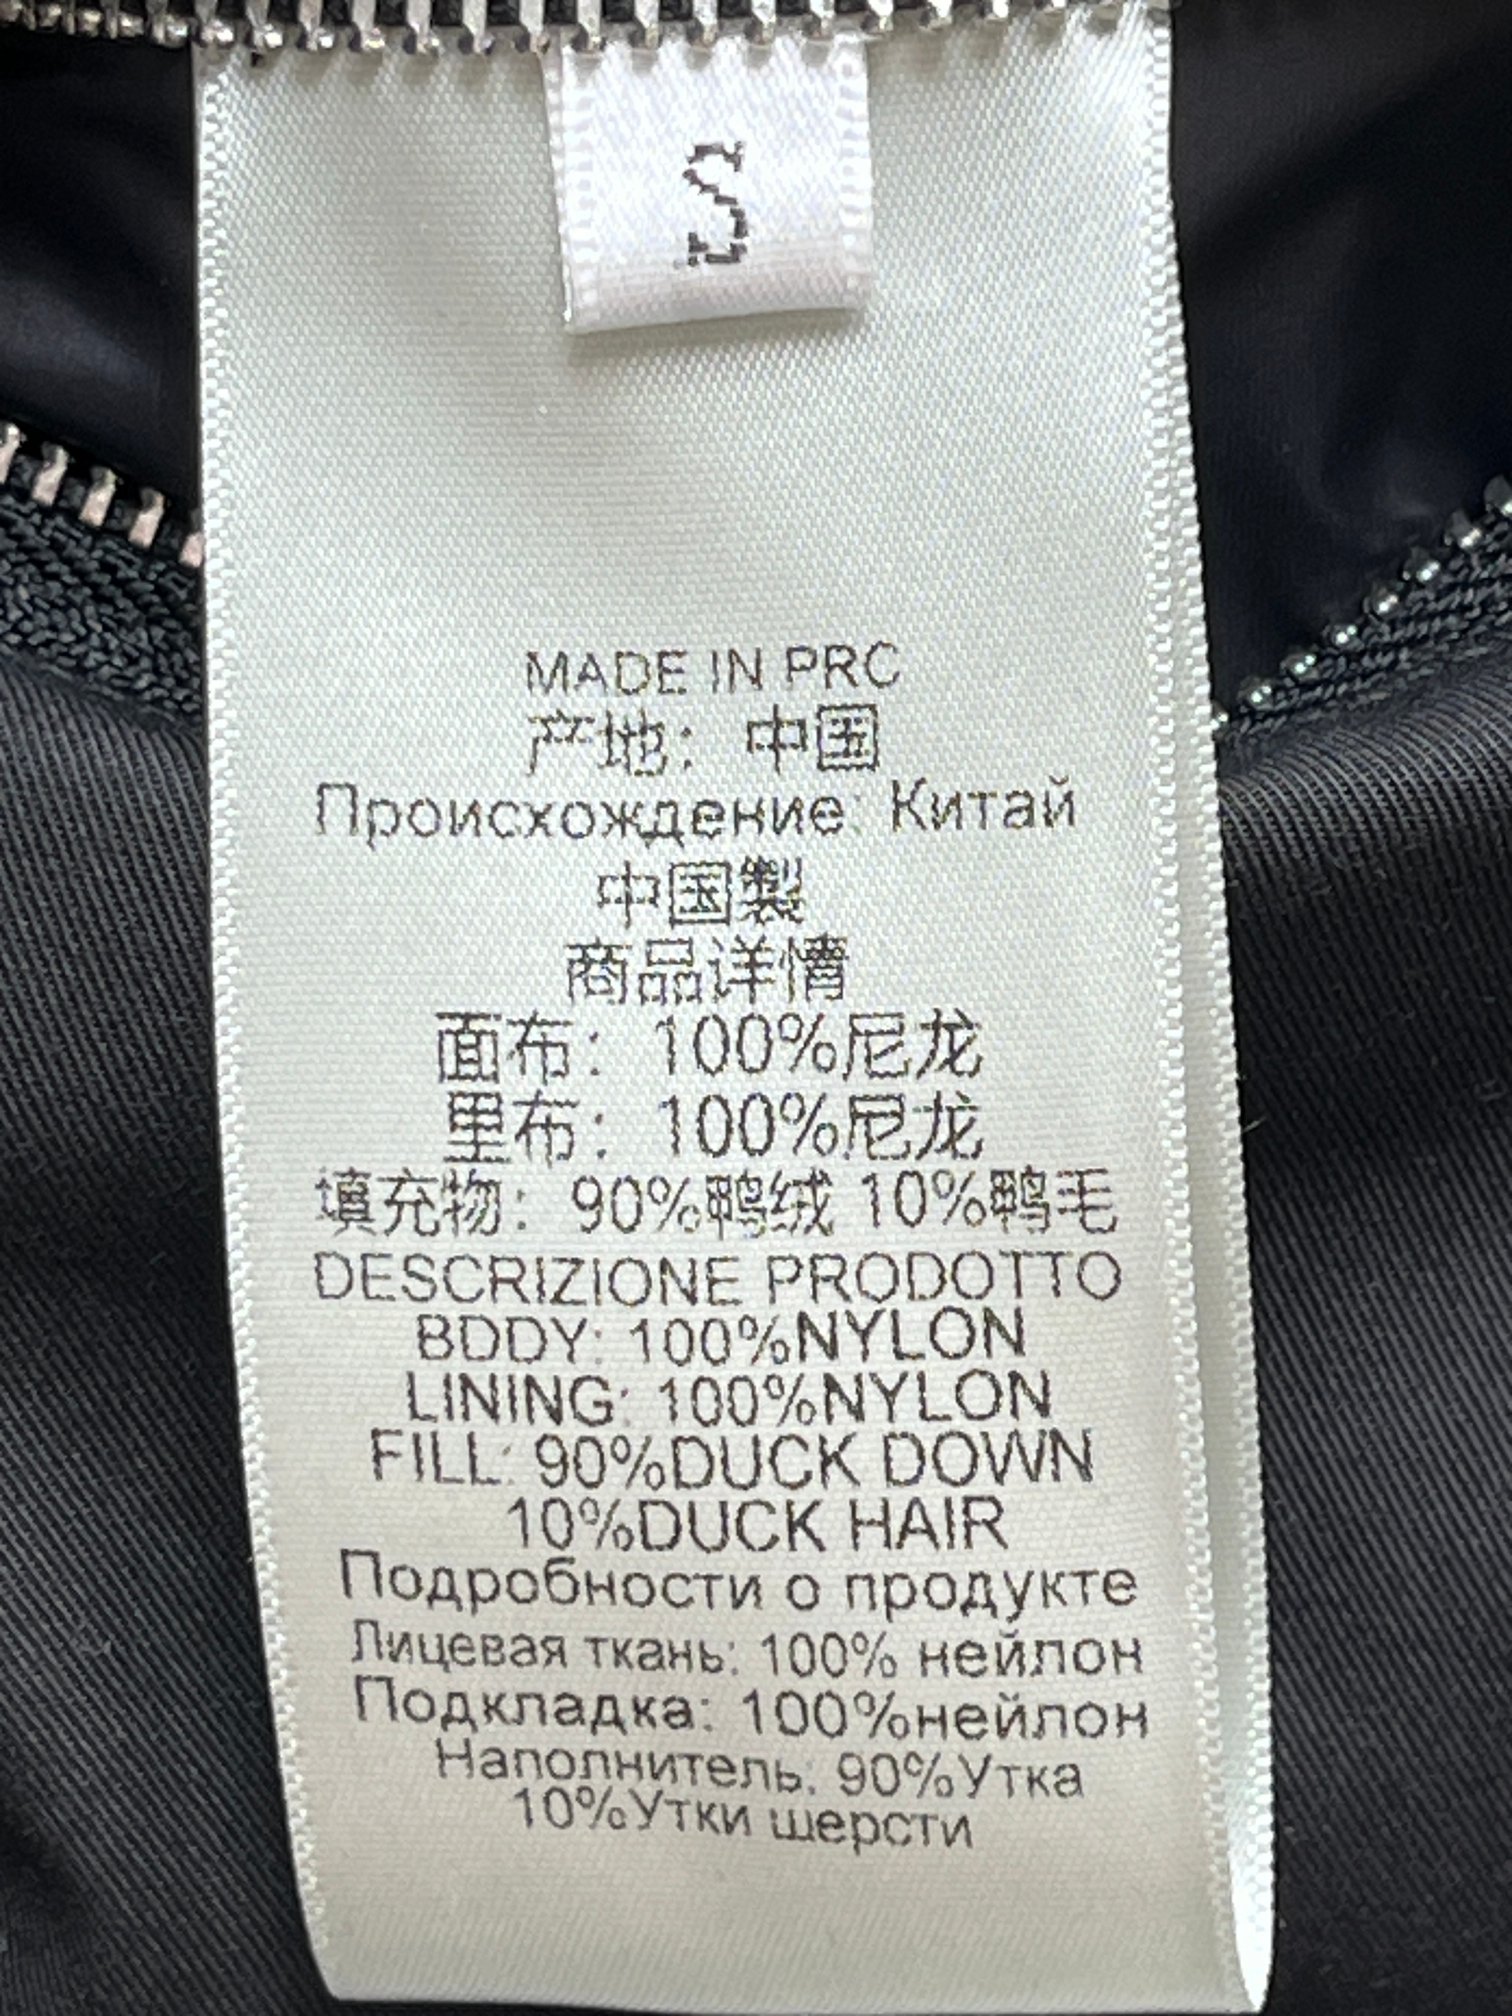 S
MADE IN PRC
产地：中国
Происхождение: Китай
中国製
商品详情
面布：100%尼龙
里布：100%尼龙
填充物：90%鸭绒 10%鸭毛
DESCRIZIONE PRODOTTO
BDDY: 100%NYLON
LINING: 100%NYLON
FILL: 90%DUCK DOWN
10%DUCK HAIR
Подробности о продукте
Лицевая ткань: 100% нейлон
Подкладка: 100%нейлон
Наполнитель: 90%Утка
10%Утки шерсти